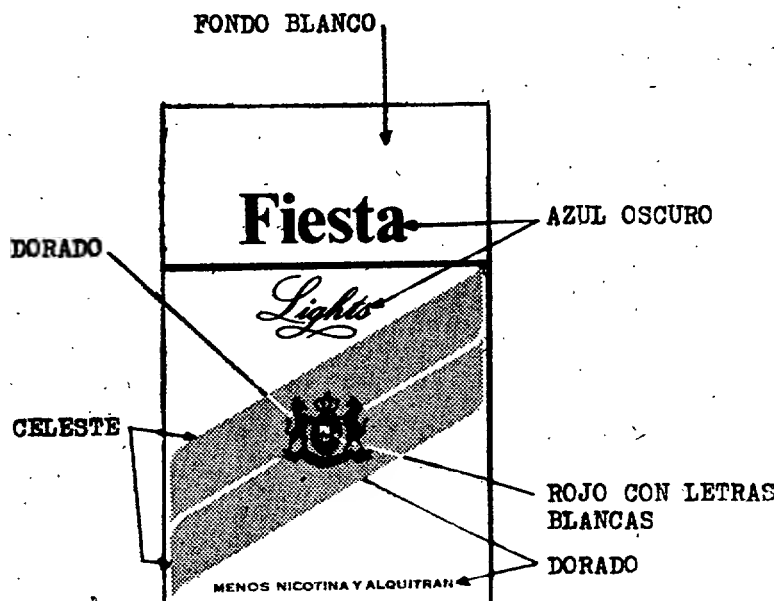 FONDO BLANCO
Fiesta
AZUL OSCURO
DORADO
Lights
CELESTE
ROJO CON LETRAS
BLANCAS
DORADO
MENOS NICOTINA Y ALQUITRAN